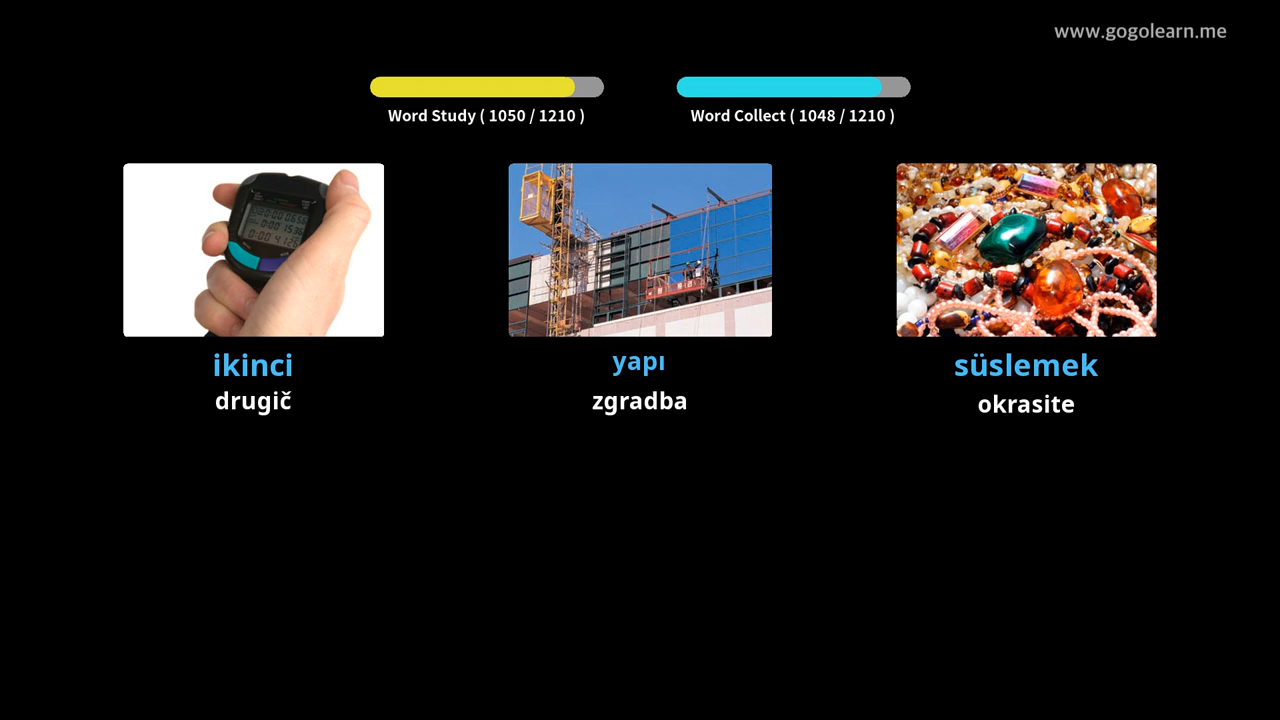 www.gogolearn.me
Word Study ( 1050 / 1210 )
Word Collect ( 1048 / 1210 )
ikinci
drugič
yapı
zgradba
süslemek
okrasite